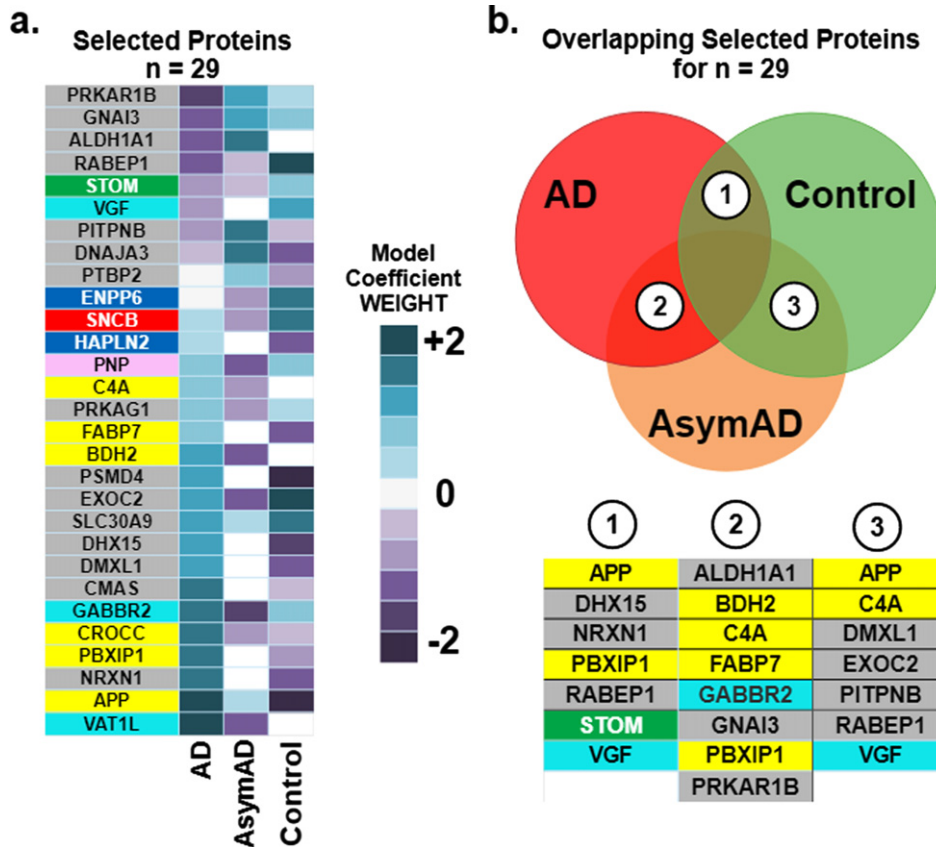 a.
Selected Proteins
n = 29
PRKAR1B
GNAI3
ALDH1A1
RABEP1
STOM
VGF
PITPNB
DNAJA3
PTBP2
ENPP6
SNCB
HAPLN2
PNP
C4A
PRKAG1
FABP7
BDH2
PSMD4
EXOC2
SLC30A9
DHX15
DMXL1
CMAS
GABBR2
CROCC
PBXIP1
NRXN1
APP
VAT1L
AD
AsymAD
Control
Model
Coefficient
WEIGHT
+2
0
-2
b.
Overlapping Selected Proteins
for n = 29
AD
Control
AsymAD
1
2
3
1 2 3
APP ALDH1A1 APP
DHX15 BDH2 C4A
NRXN1 C4A DMXL1
PBXIP1 FABP7 EXOC2
RABEP1 GABBR2 PITPNB
STOM GNAI3 RABEP1
VGF PBXIP1 VGF
PRKAR1B